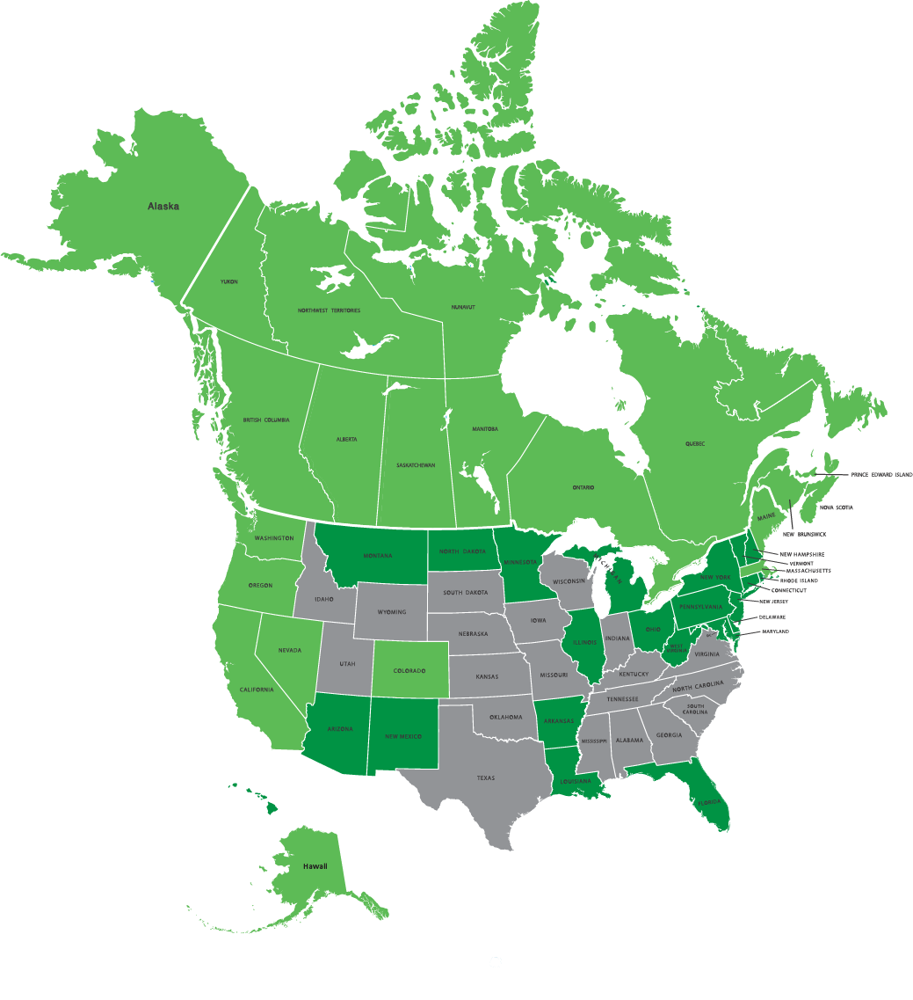 Alaska
YUKON
NORTHWEST TERRITORIES
NUNAVUT
BRITISH COLUMBIA
ALBERTA
SASKATCHEWAN
MANITOBA
ONTARIO
QUEBEC
PRINCE EDWARD ISLAND
NOVA SCOTIA
NEW BRUNSWICK
MAINE
NEW HAMPSHIRE
VERMONT
MASSACHUSETTS
RHODE ISLAND
CONNECTICUT
NEW JERSEY
DELAWARE
MARYLAND
WASHINGTON
OREGON
CALIFORNIA
NEVADA
IDAHO
MONTANA
WYOMING
UTAH
COLORADO
ARIZONA
NEW MEXICO
NORTH DAKOTA
SOUTH DAKOTA
NEBRASKA
KANSAS
OKLAHOMA
TEXAS
MINNESOTA
IOWA
MISSOURI
ARKANSAS
LOUISIANA
WISCONSIN
ILLINOIS
MICHIGAN
INDIANA
OHIO
KENTUCKY
TENNESSEE
MISSISSIPPI
ALABAMA
GEORGIA
FLORIDA
SOUTH
CAROLINA
NORTH CAROLINA
VIRGINIA
WEST
VIRGINIA
PENNSYLVANIA
NEW YORK
Hawaii